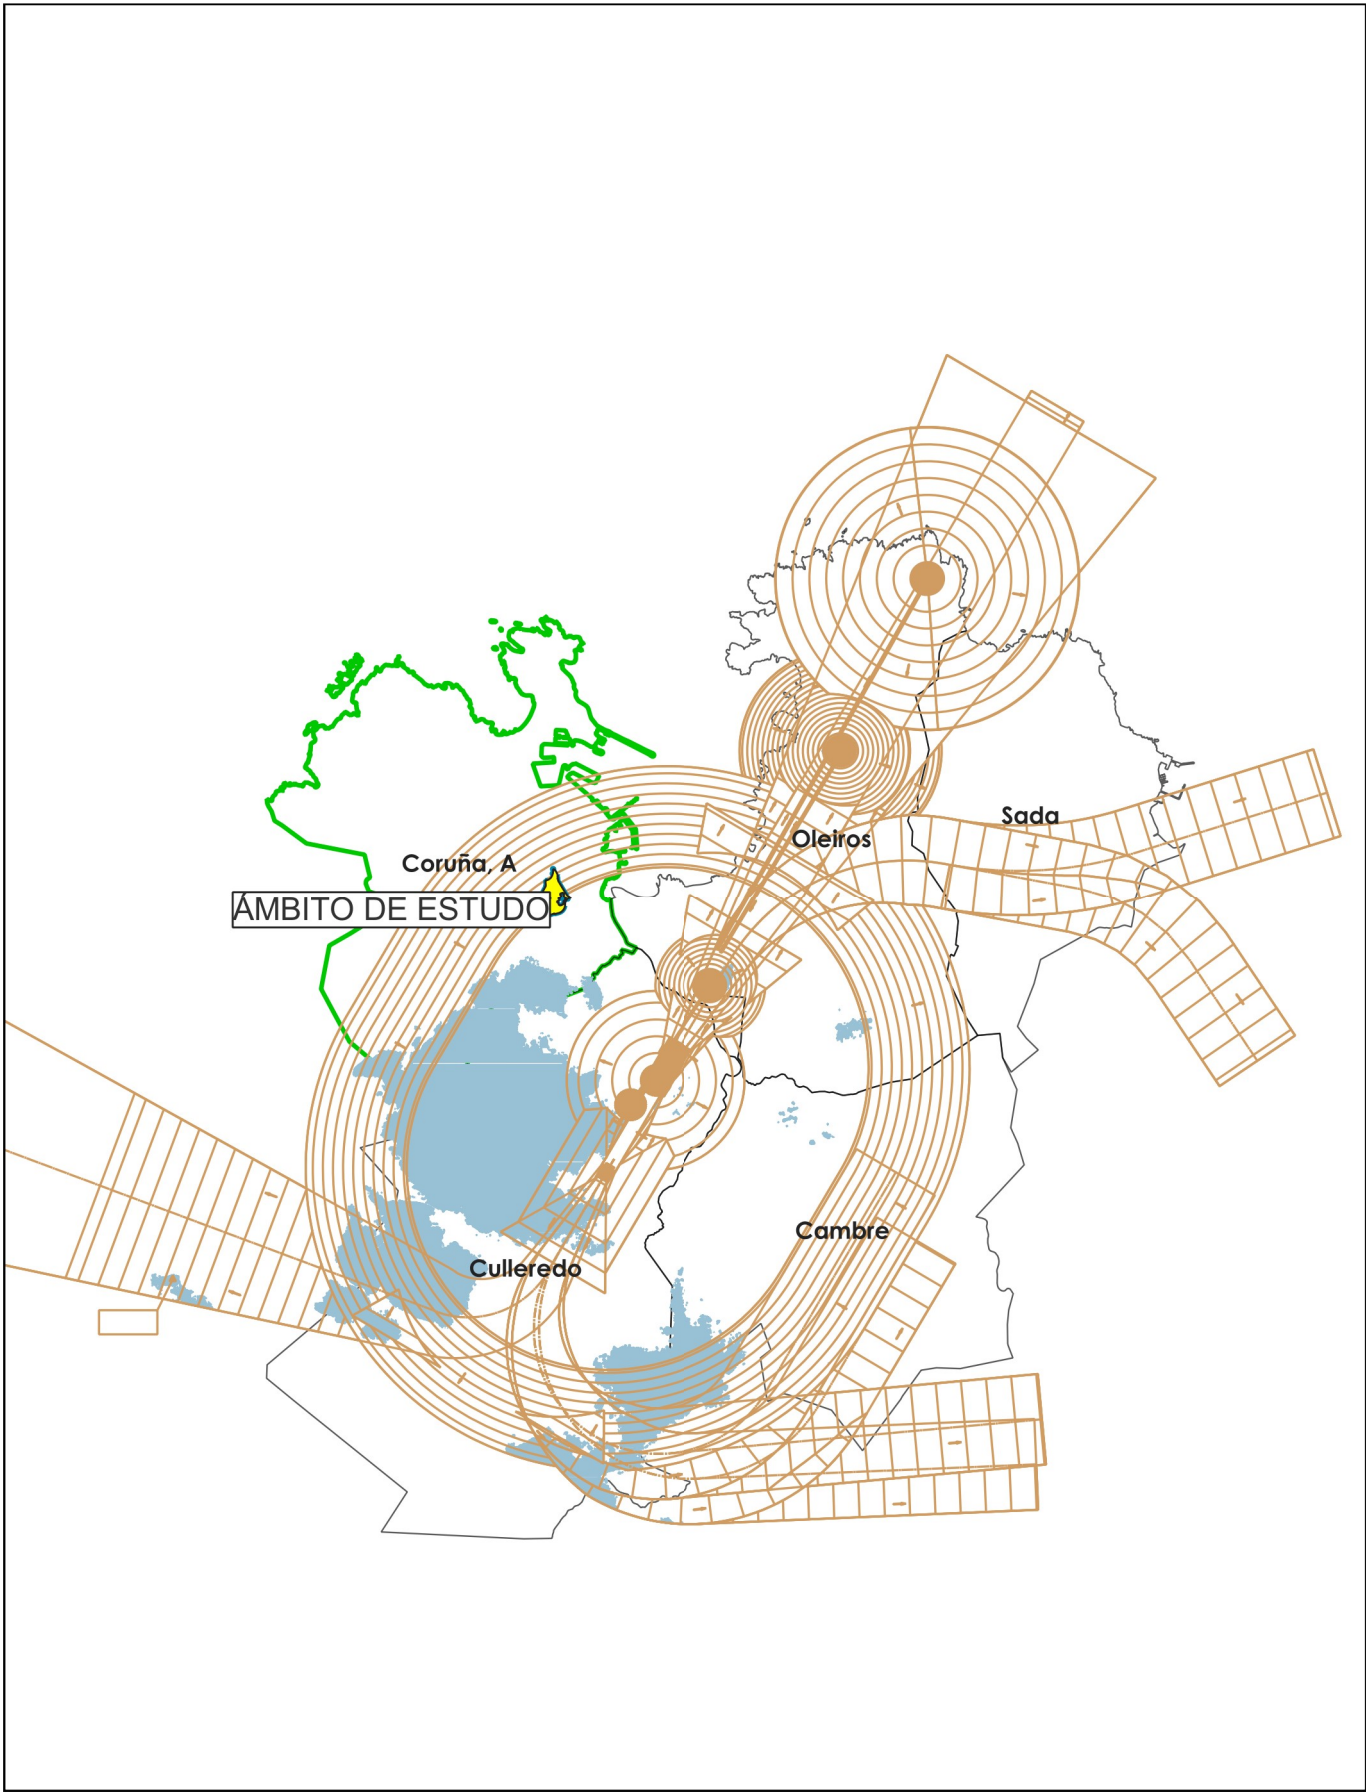 Sada
Oleiros
Coruña, A
ÁMBITO DE ESTUDO
Cambre
Culleredo